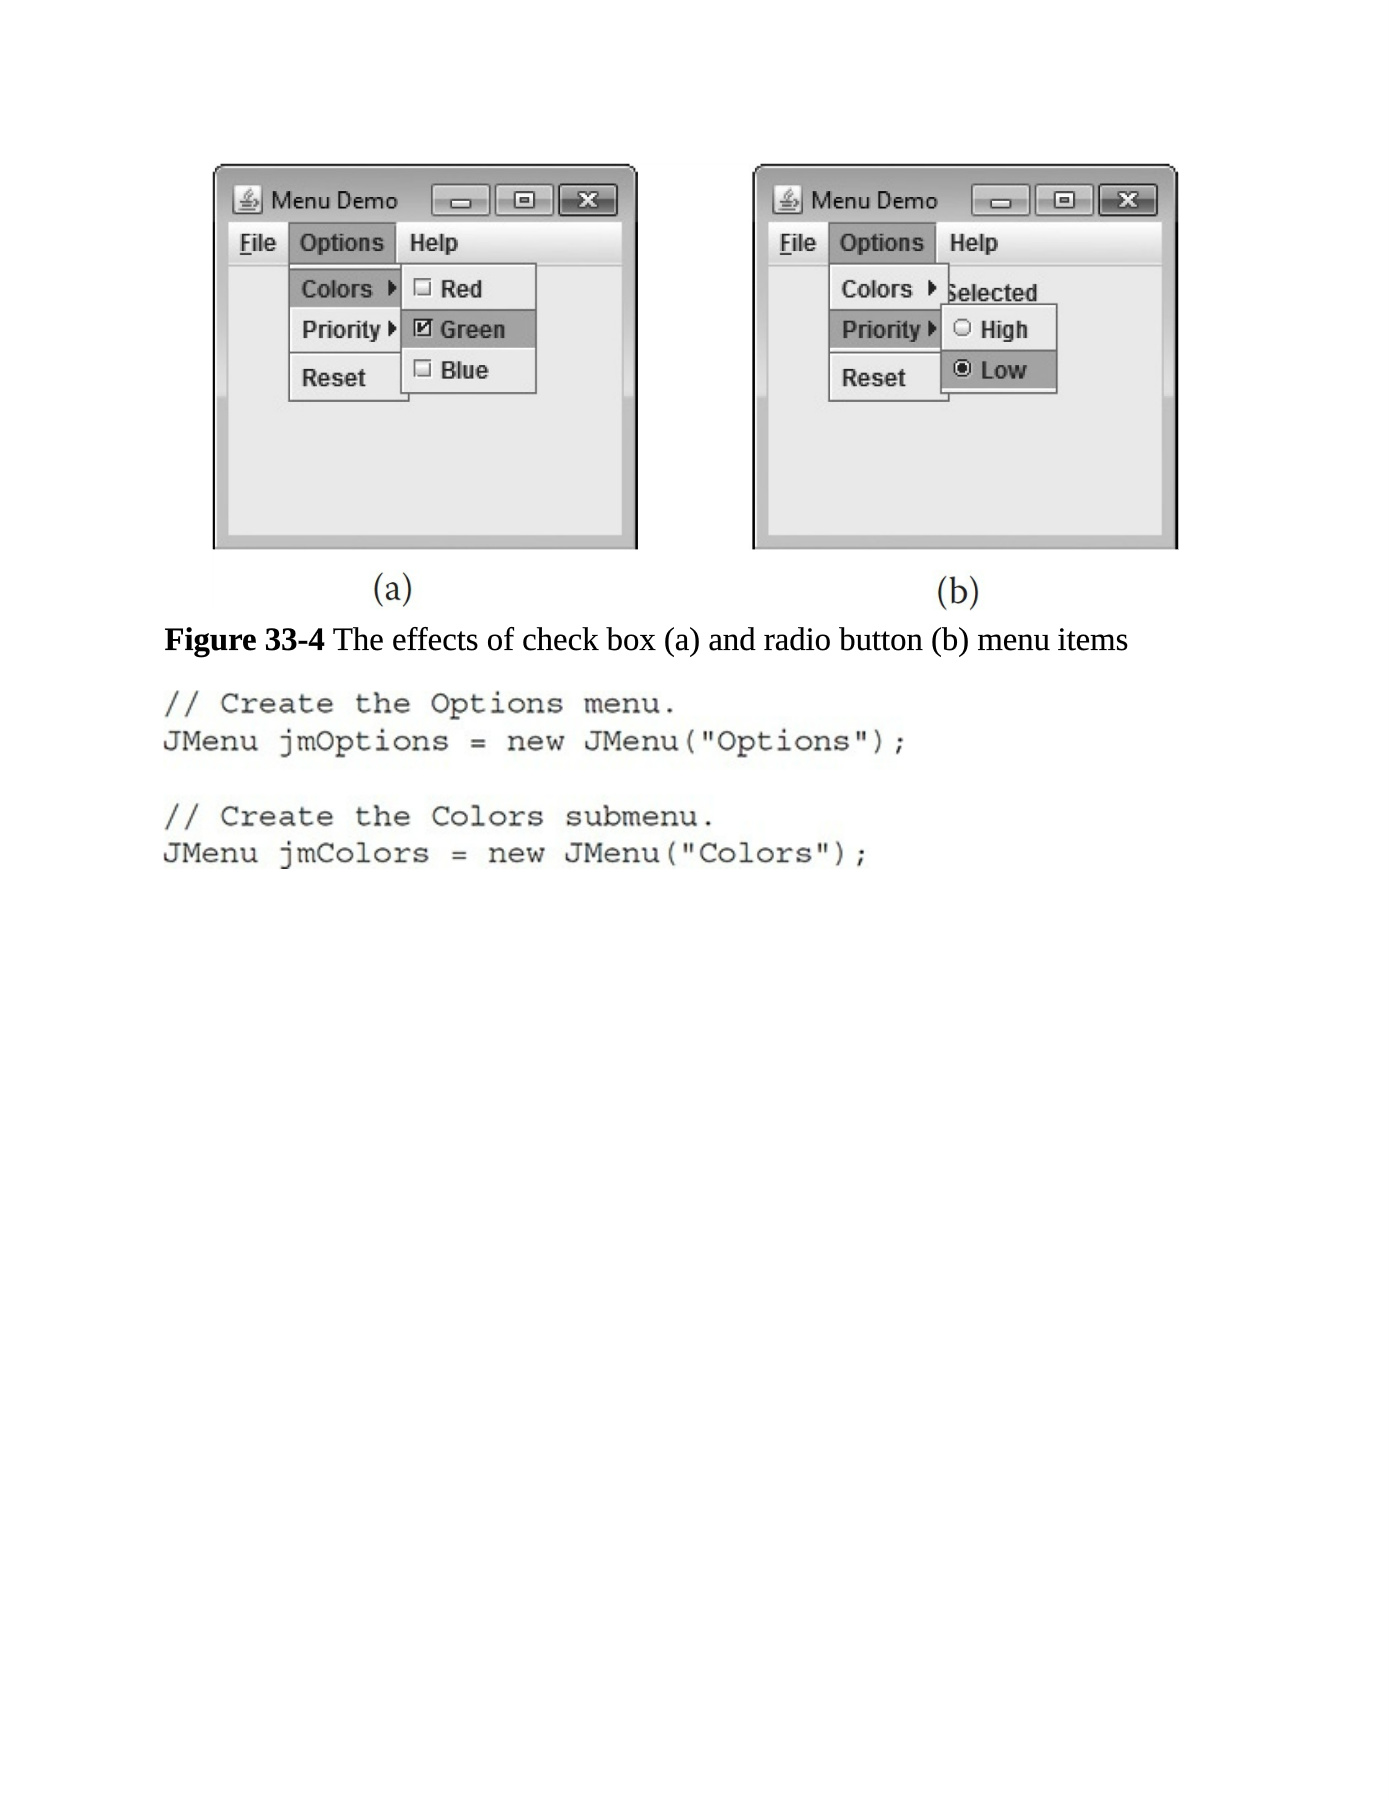 Menu Demo
File Options Help
Colors Red
Priority Green
Reset Blue
(a)
Menu Demo
File Options Help
Colors Selected
Priority High
Reset Low
(b)
Figure 33-4 The effects of check box (a) and radio button (b) menu items
// Create the Options menu.
JMenu jmOptions = new JMenu("Options");
// Create the Colors submenu.
JMenu jmColors = new JMenu("Colors");